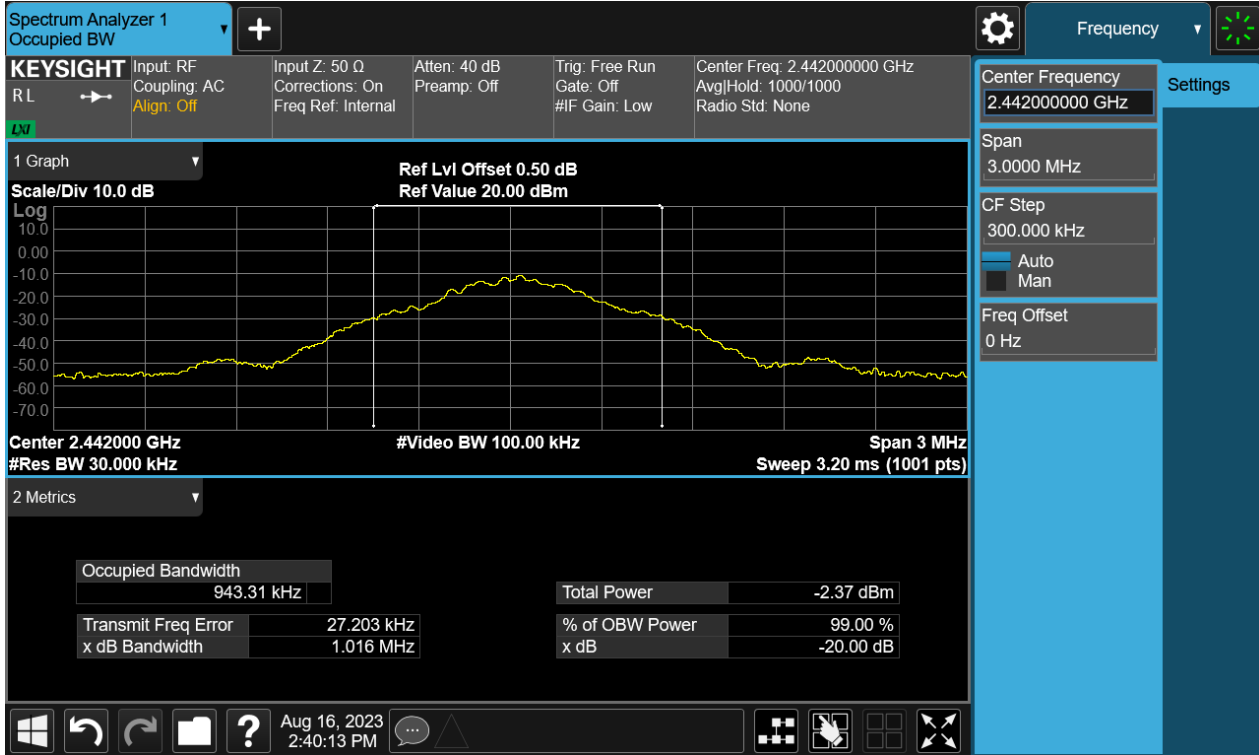 Spectrum Analyzer 1
Occupied BW
Frequency
KEYSIGHT
R L
LXI
Input: RF
Coupling: AC
Align: Off
Input Z: 50 Ω
Corrections: On
Freq Ref: Internal
Atten: 40 dB
Preamp: Off
Trig: Free Run
Gate: Off
#IF Gain: Low
Center Freq: 2.442000000 GHz
Avg|Hold: 1000/1000
Radio Std: None
Center Frequency
2.442000000 GHz
Settings
Span
3.0000 MHz
CF Step
300.000 kHz
Auto
Man
Freq Offset
0 Hz
1 Graph
Scale/Div 10.0 dB
Ref Lvl Offset 0.50 dB
Ref Value 20.00 dBm
Log
10.0
0.00
-10.0
-20.0
-30.0
-40.0
-50.0
-60.0
-70.0
Center 2.442000 GHz
#Video BW 100.00 kHz
Span 3 MHz
#Res BW 30.000 kHz
Sweep 3.20 ms (1001 pts)
2 Metrics
Occupied Bandwidth
943.31 kHz
Total Power -2.37 dBm
Transmit Freq Error 27.203 kHz
% of OBW Power 99.00 %
x dB Bandwidth 1.016 MHz
x dB -20.00 dB
?
Aug 16, 2023
2:40:13 PM